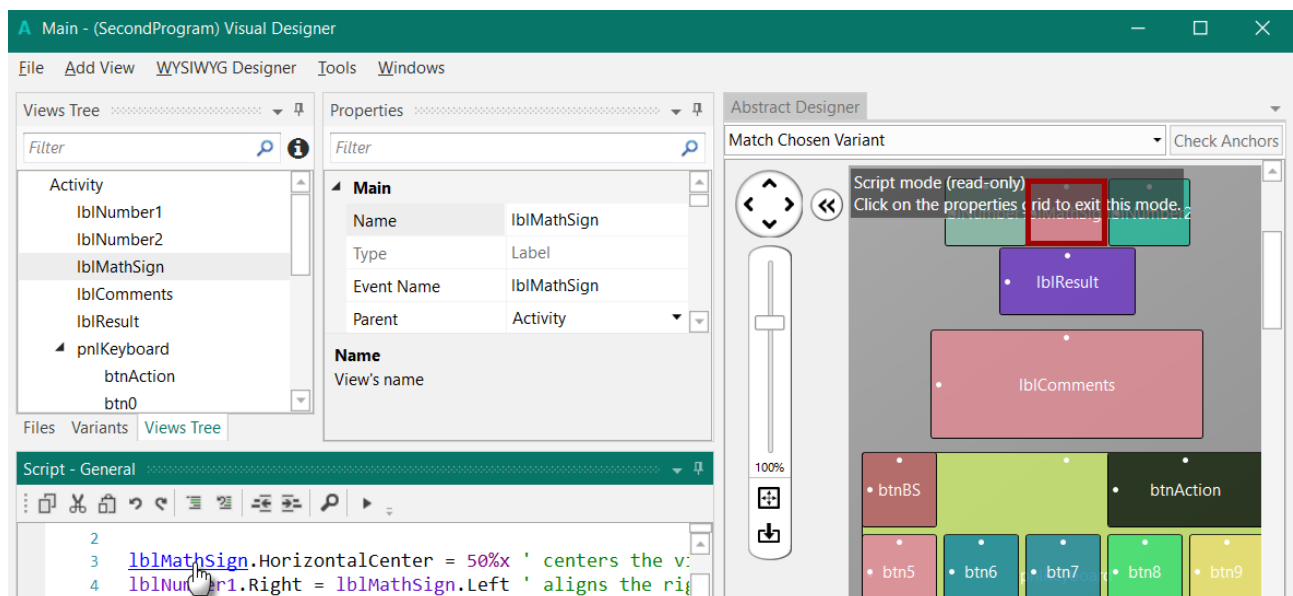 Main - (SecondProgram) Visual Designer
File Add View WYSIWYG Designer Tools Windows
Views Tree
Filter
Activity
lblNumber1
lblNumber2
lblMathSign
lblComments
lblResult
pnlKeyboard
btnAction
btn0
Files Variants Views Tree
Properties
Filter
Main
Name lblMathSign
Type Label
Event Name lblMathSign
Parent Activity
Name
View's name
Script - General
2
3 lblMathSign.HorizontalCenter = 50%x ' centers the
4 lblNumber1.Right = lblMathSign.Left ' aligns the
Abstract Designer
Match Chosen Variant Check Anchors
Script mode (read-only)
Click on the properties grid to exit this mode.
lblResult
lblComments
100%
btnBS btnAction
btn5 btn6 btn7 btn8 btn9